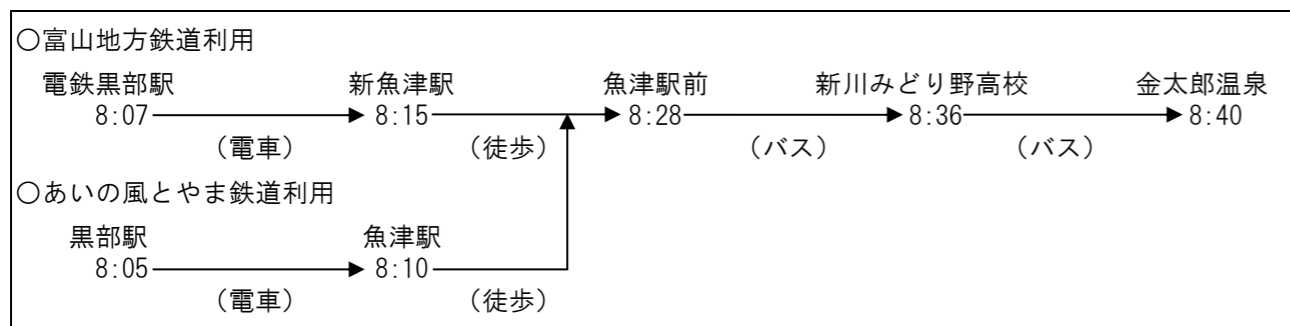 ○富山地方鉄道利用
電鉄黒部駅 新魚津駅 魚津駅前 新川みどり野高校 金太郎温泉
8:07 8:15 8:28 8:36 8:40
(電車) (徒歩) (バス) (バス)
○あいの風とやま鉄道利用
黒部駅 魚津駅
8:05 8:10
(電車) (徒歩)